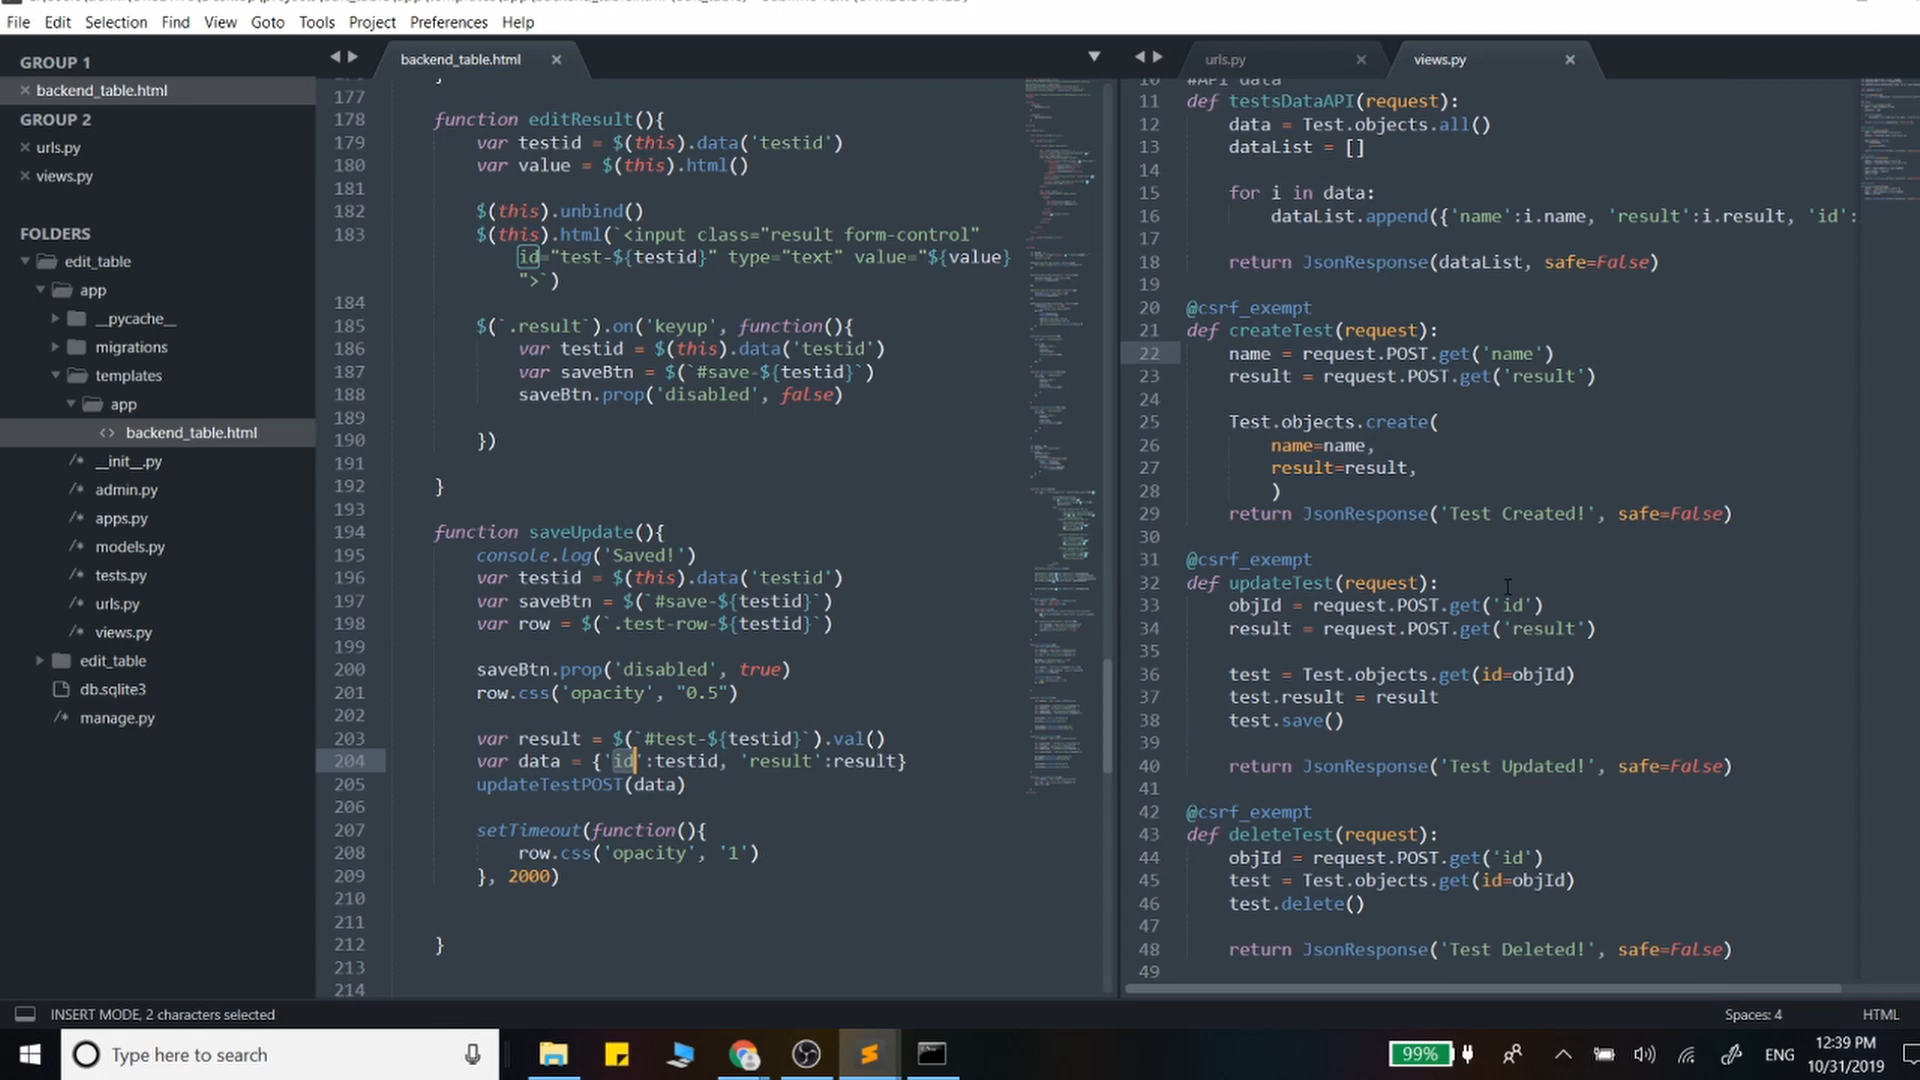 File Edit Selection Find View Goto Tools Project Preferences Help
GROUP 1
backend_table.html
GROUP 2
urls.py
views.py
FOLDERS
edit_table
app
__pycache__
migrations
templates
app
backend_table.html
__init__.py
admin.py
apps.py
models.py
tests.py
urls.py
views.py
edit_table
db.sqlite3
manage.py
backend_table.html
177
178 function editResult(){
179 var testid = $(this).data('testid')
180 var value = $(this).html()
181
182 $(this).unbind()
183 $(this).html(`<input class="result form-control"
id="test-${testid}" type="text" value="${value}
">`)
184
185 $(`.result`).on('keyup', function(){
186 var testid = $(this).data('testid')
187 var saveBtn = $(`#save-${testid}`)
188 saveBtn.prop('disabled', false)
189
190 })
191
192 }
193
194 function saveUpdate(){
195 console.log('Saved!')
196 var testid = $(this).data('testid')
197 var saveBtn = $(`#save-${testid}`)
198 var row = $(`.test-row-${testid}`)
199
200 saveBtn.prop('disabled', true)
201 row.css('opacity', "0.5")
202
203 var result = $(`#test-${testid}`).val()
204 var data = {'id':testid, 'result':result}
205 updateTestPOST(data)
206
207 setTimeout(function(){
208 row.css('opacity', '1')
209 }, 2000)
210
211
212 }
213
214
urls.py views.py
10 #API data
11 def testsDataAPI(request):
12 data = Test.objects.all()
13 dataList = []
14
15 for i in data:
16 dataList.append({'name':i.name, 'result':i.result, 'id':
17
18 return JsonResponse(dataList, safe=False)
19
20 @csrf_exempt
21 def createTest(request):
22 name = request.POST.get('name')
23 result = request.POST.get('result')
24
25 Test.objects.create(
26 name=name,
27 result=result,
28 )
29 return JsonResponse('Test Created!', safe=False)
30
31 @csrf_exempt
32 def updateTest(request):
33 objId = request.POST.get('id')
34 result = request.POST.get('result')
35
36 test = Test.objects.get(id=objId)
37 test.result = result
38 test.save()
39
40 return JsonResponse('Test Updated!', safe=False)
41
42 @csrf_exempt
43 def deleteTest(request):
44 objId = request.POST.get('id')
45 test = Test.objects.get(id=objId)
46 test.delete()
47
48 return JsonResponse('Test Deleted!', safe=False)
49
INSERT MODE, 2 characters selected
Spaces: 4 HTML
Type here to search
99%
ENG
12:39 PM
10/31/2019